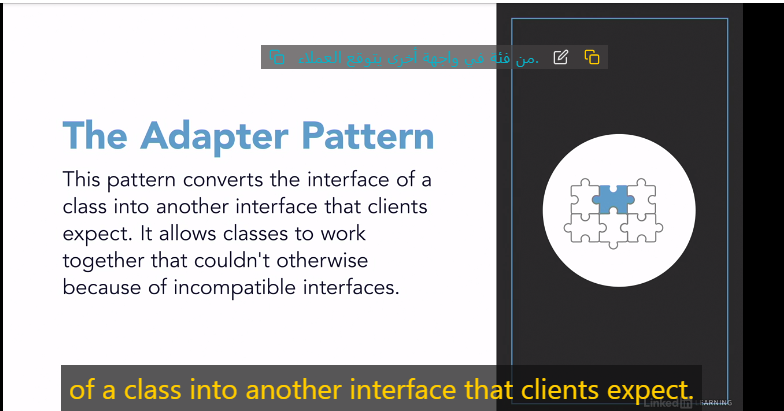 من فئة في واجهة أخرى يتوقع العملاء.
The Adapter Pattern
This pattern converts the interface of a
class into another interface that clients
expect. It allows classes to work
together that couldn't otherwise
because of incompatible interfaces.
of a class into another interface that clients expect.
LinkedIn LEARNING